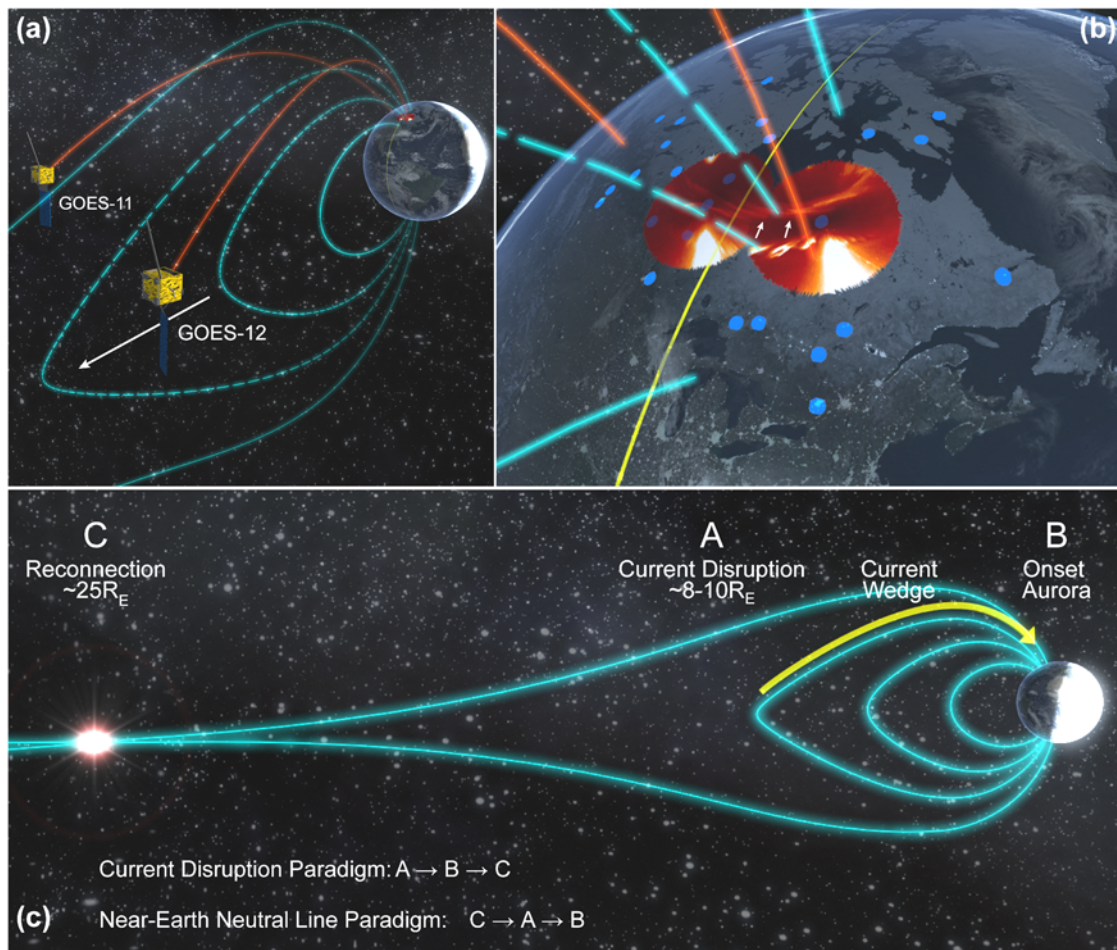 (a)
GOES-11
GOES-12
(b)
C
Reconnection
~25R_E
A
Current Disruption
~8-10R_E
Current
Wedge
B
Onset
Aurora
Current Disruption Paradigm: A → B → C
(c)
Near-Earth Neutral Line Paradigm: C → A → B